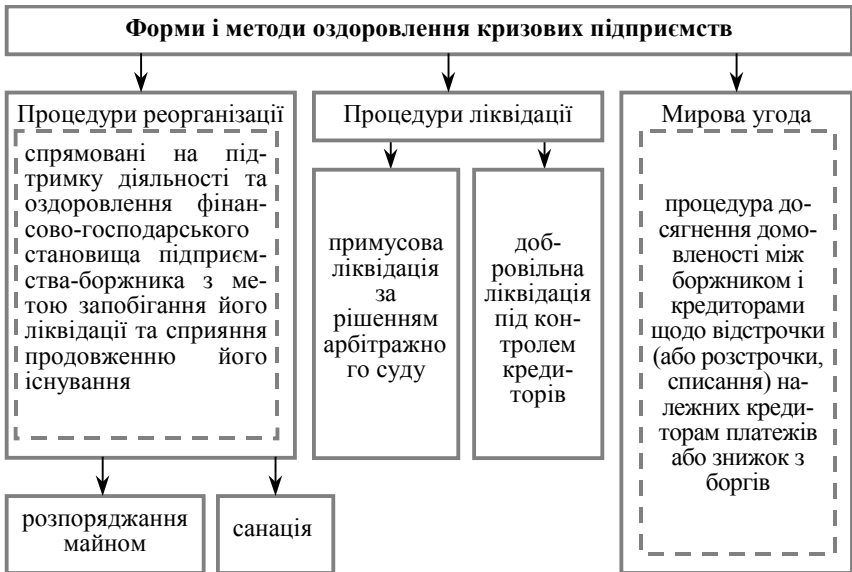 Форми і методи оздоровлення кризових підприємств
Процедури реорганізації
спрямовані на під-
тримку діяльності та
оздоровлення фінан-
сово-господарського
становища підприєм-
ства-боржника з ме-
тою запобігання його
ліквідації та сприяння
продовженню його
існування
розпоряджання
майном
санація
Процедури ліквідації
примусова
ліквідація
за
рішенням
арбітражно
го суду
доб-
ровільна
ліквідація
під кон-
тролем
креди-
торів
Мирова угода
процедура до-
сягнення домо-
вленості між
боржником і
кредиторами
щодо відстрочки
(або розстрочки,
списання) на-
лежних креди-
торам платежів
або знижок з
боргів